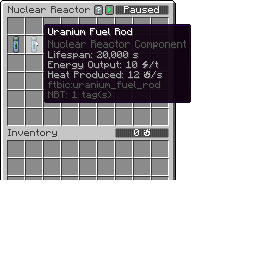 Nuclear Reactor Paused
Uranium Fuel Rod
Nuclear Reactor Component
Lifespan: 20,000 s
Energy Output: 10 /t
Heat Produced: 12 /s
ftbic:uranium_fuel_rod
NBT: 1 tag(s)
Inventory 0